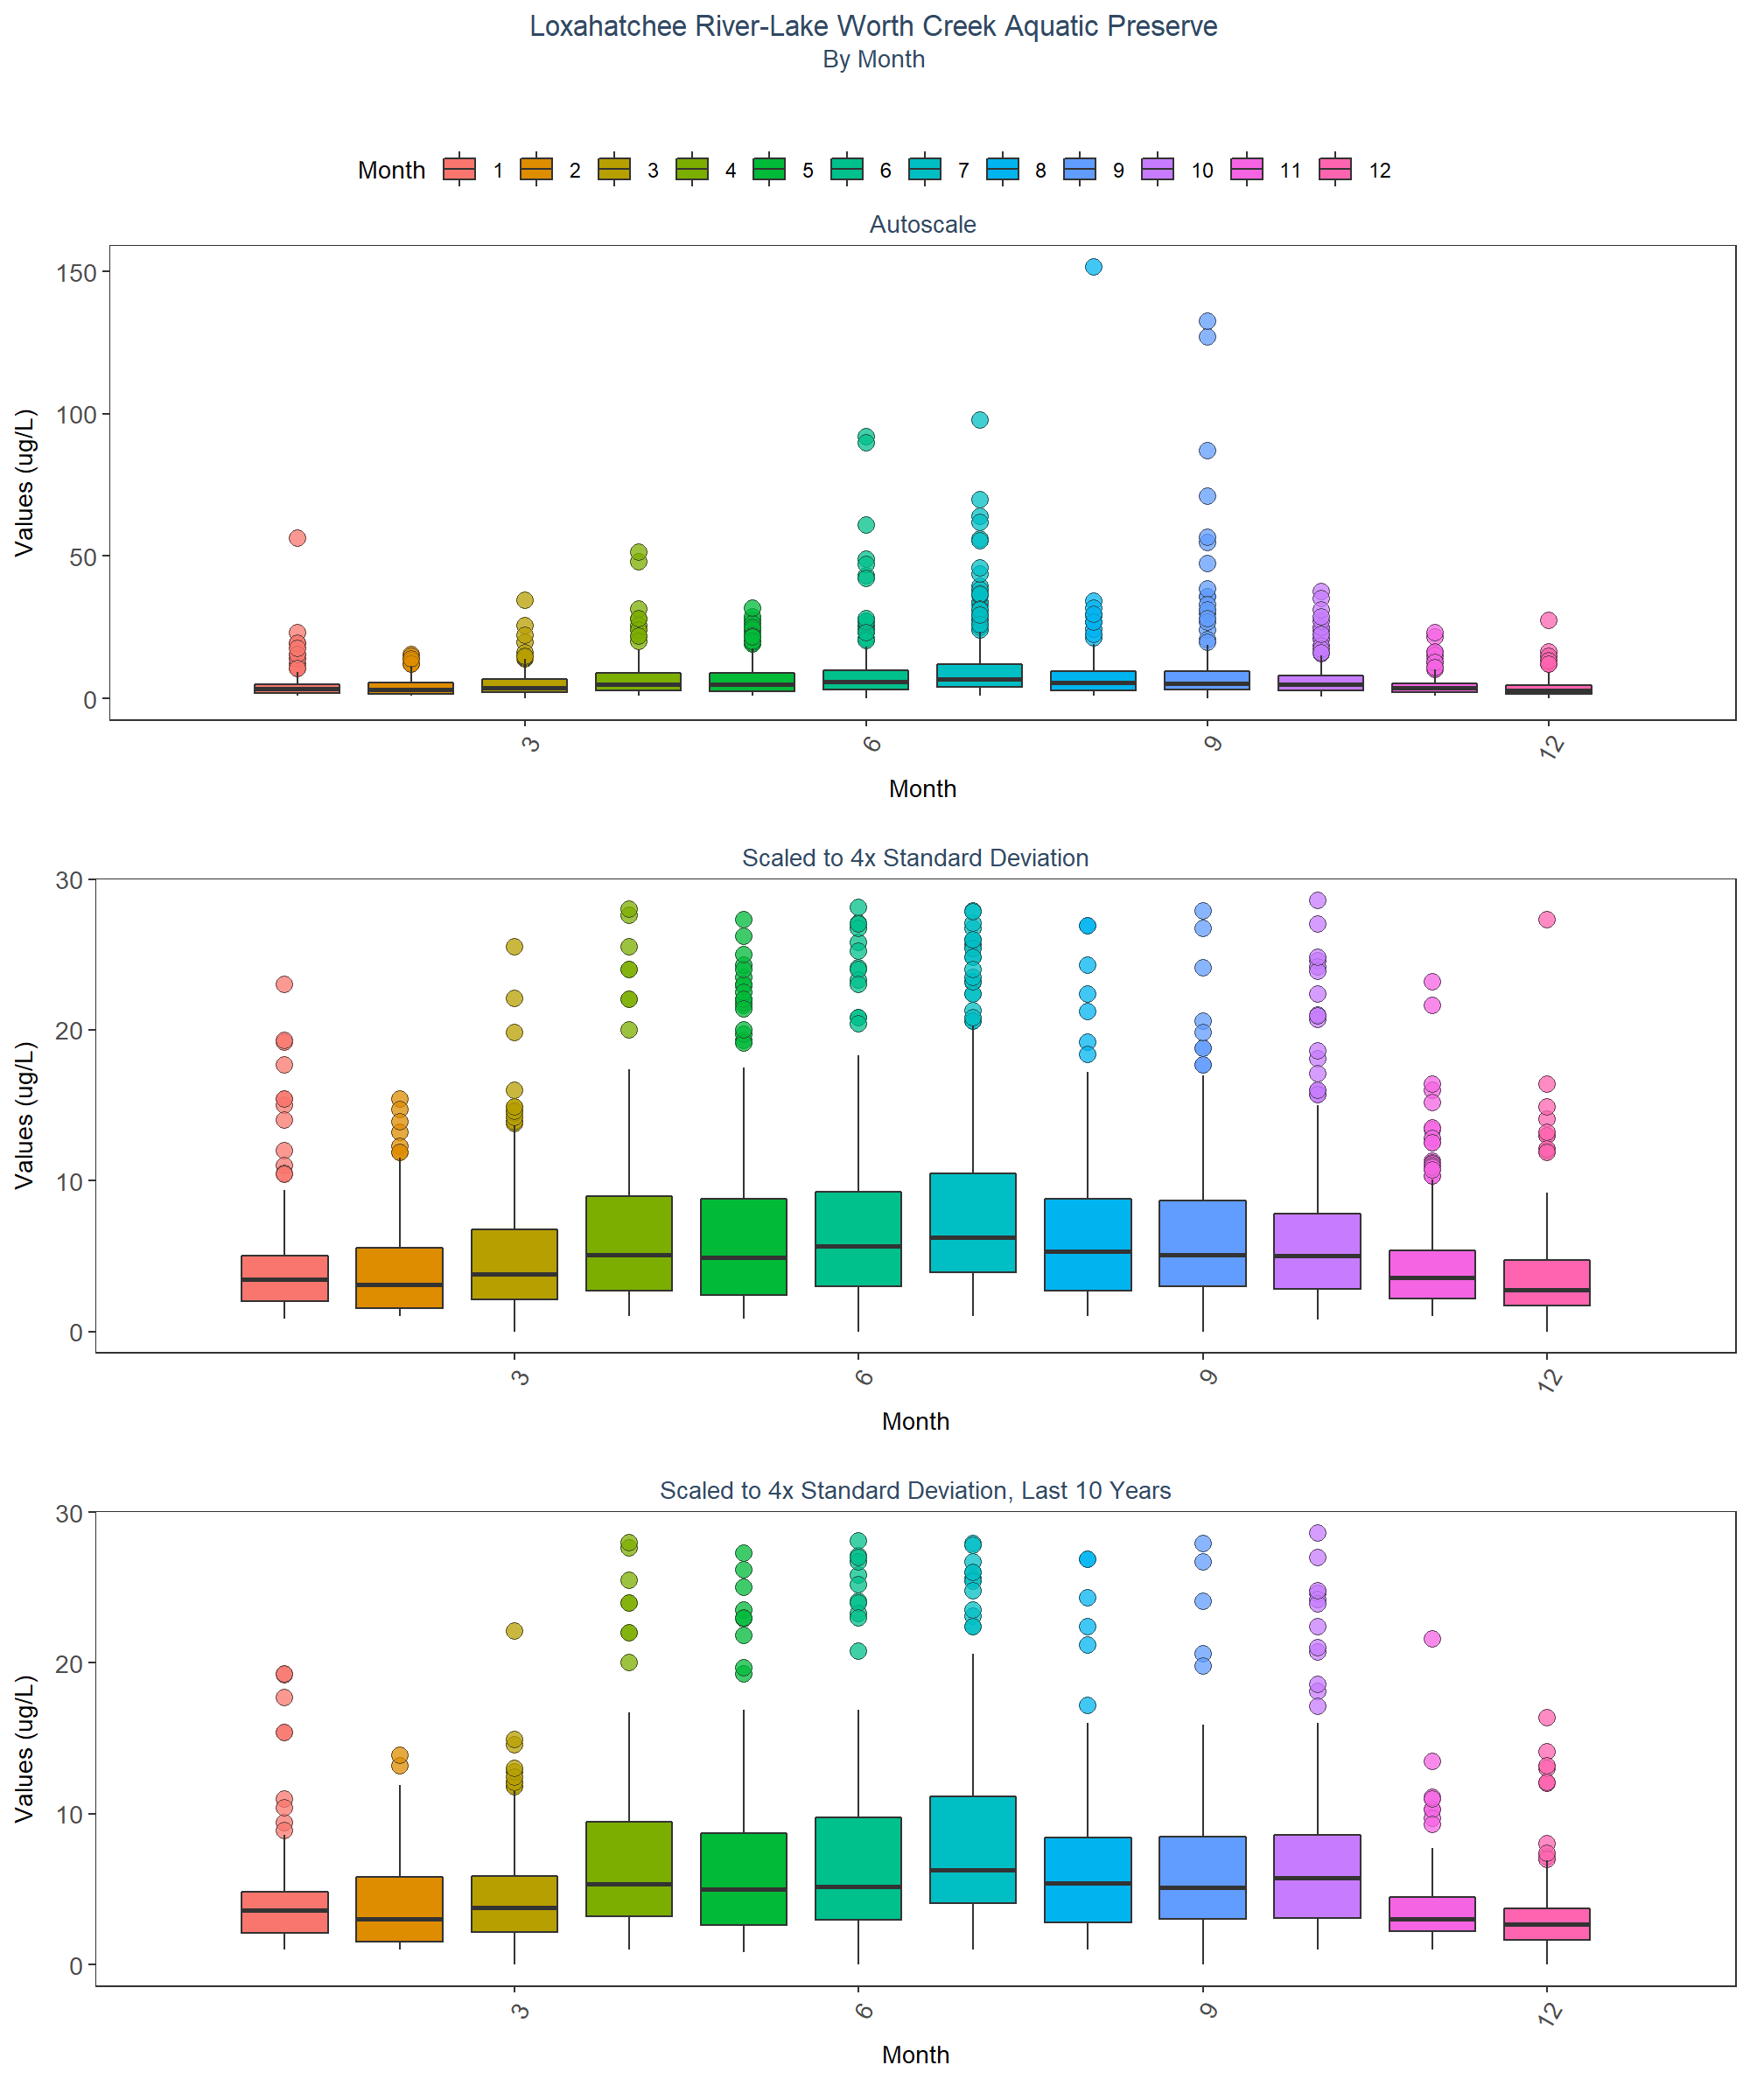 Loxahatchee River-Lake Worth Creek Aquatic Preserve
By Month
Month 1 2 3 4 5 6 7 8 9 10 11 12
Autoscale
Values (ug/L)
150
100
50
0
3 6 9 12
Month
Scaled to 4x Standard Deviation
Values (ug/L)
30
20
10
0
3 6 9 12
Month
Scaled to 4x Standard Deviation, Last 10 Years
Values (ug/L)
30
20
10
0
3 6 9 12
Month